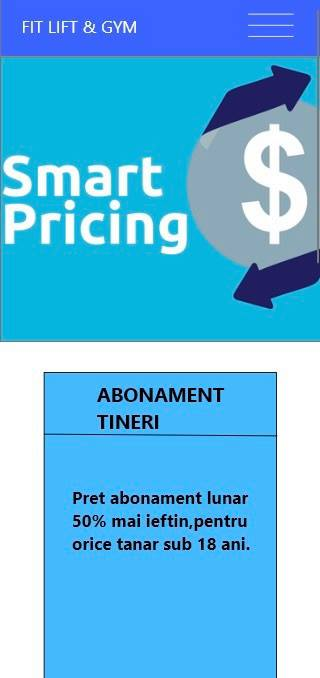 FIT LIFT & GYM
Smart
Pricing
$
ABONAMENT
TINERI
Pret abonament lunar
50% mai ieftin,pentru
orice tanar sub 18 ani.